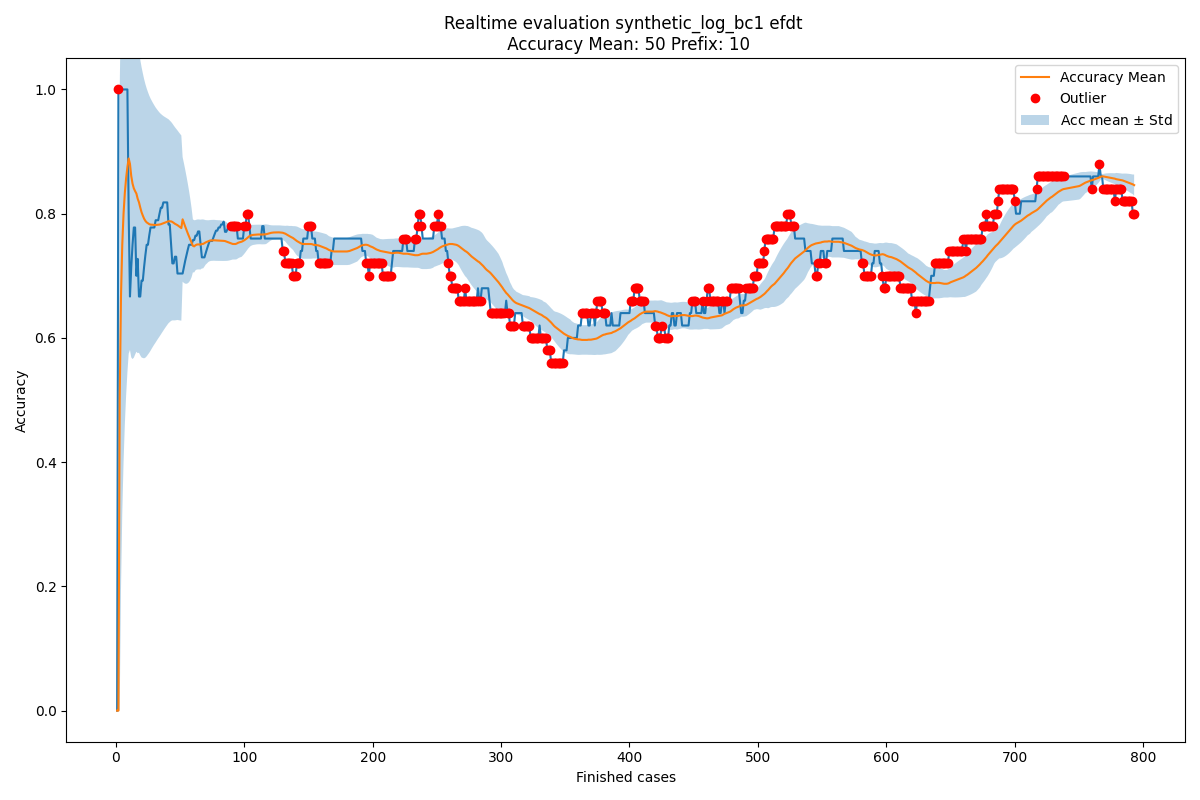 Realtime evaluation synthetic_log_bc1 efdt
Accuracy Mean: 50 Prefix: 10
Accuracy Mean
Outlier
Acc mean ± Std
1.0
0.8
0.6
0.4
0.2
0.0
Accuracy
0 100 200 300 400 500 600 700 800
Finished cases